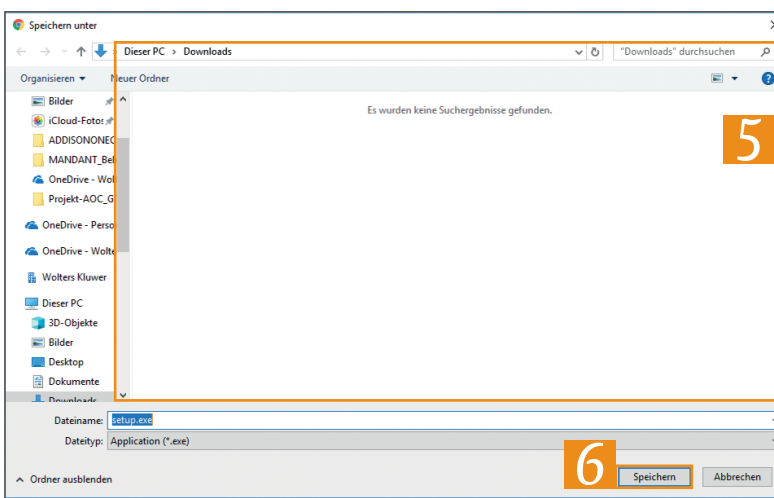 Speichern unter
Dieser PC > Downloads
"Downloads" durchsuchen
Organisieren
Neuer Ordner
Bilder
iCloud-Fotos
ADDISONONEC
MANDANT_Bel
OneDrive - Wol
Projekt-AOC_G
OneDrive - Perso
OneDrive - Wolte
Wolters Kluwer
Dieser PC
3D-Objekte
Bilder
Desktop
Dokumente
Downloads
Es wurden keine Suchergebnisse gefunden.
5
Dateiname: setup.exe
Dateityp: Application (*.exe)
6
Ordner ausblenden
Speichern
Abbrechen